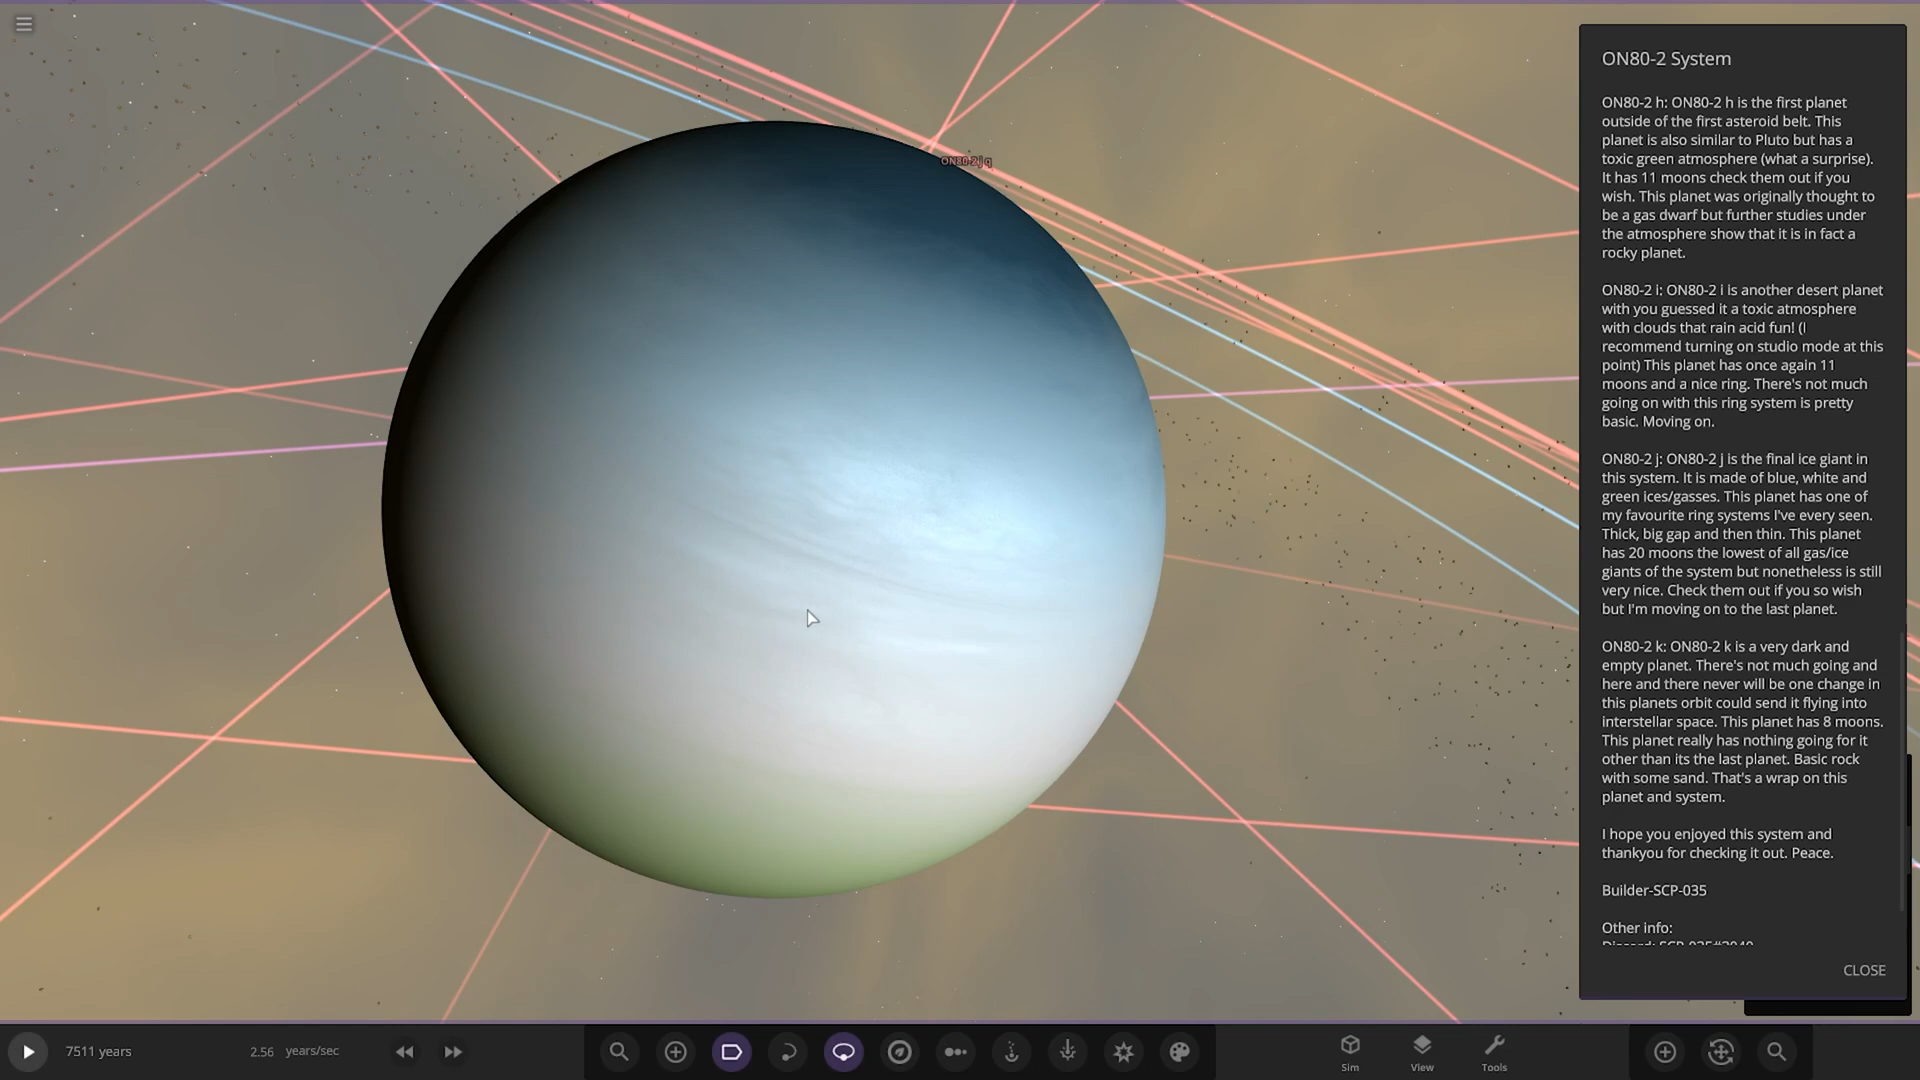 ON80-2 System
ON80-2 h: ON80-2 h is the first planet
outside of the first asteroid belt. This
planet is also similar to Pluto but has a
toxic green atmosphere (what a surprise).
It has 11 moons check them out if you
wish. This planet was originally thought to
be a gas dwarf but further studies under
the atmosphere show that it is in fact a
rocky planet.
ON80-2 i: ON80-2 i is another desert planet
with you guessed it a toxic atmosphere
with clouds that rain acid fun! (I
recommend turning on studio mode at this
point) This planet has once again 11
moons and a nice ring. There's not much
going on with this ring system is pretty
basic. Moving on.
ON80-2 j: ON80-2 j is the final ice giant in
this system. It is made of blue, white and
green ices/gasses. This planet has one of
my favourite ring systems I've every seen.
Thick, big gap and then thin. This planet
has 20 moons the lowest of all gas/ice
giants of the system but nonetheless is still
very nice. Check them out if you so wish
but I'm moving on to the last planet.
ON80-2 k: ON80-2 k is a very dark and
empty planet. There's not much going and
here and there never will be one change in
this planets orbit could send it flying into
interstellar space. This planet has 8 moons.
This planet really has nothing going for it
other than its the last planet. Basic rock
with some sand. That's a wrap on this
planet and system.
I hope you enjoyed this system and
thankyou for checking it out. Peace.
Builder-SCP-035
Other info:
CLOSE
ON80-2 j q
7511 years
2.56 years/sec
Sim
View
Tools